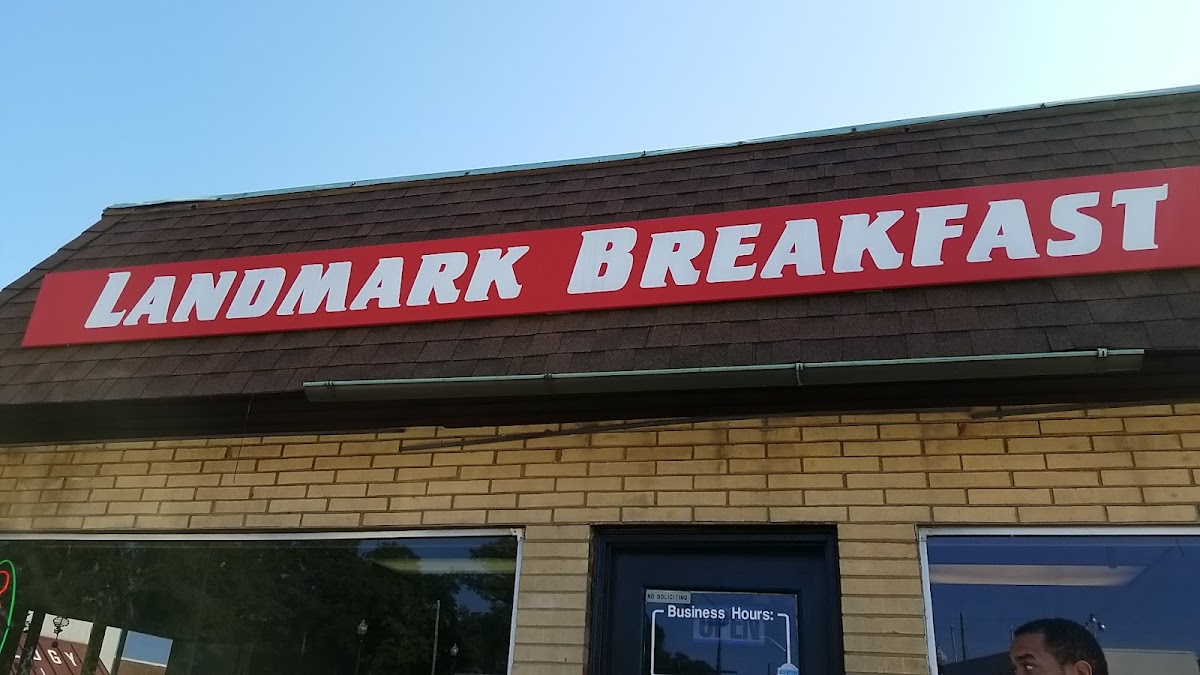 LANDMARK BREAKFAST
NO SOLICITING
Business Hours:
OPEN